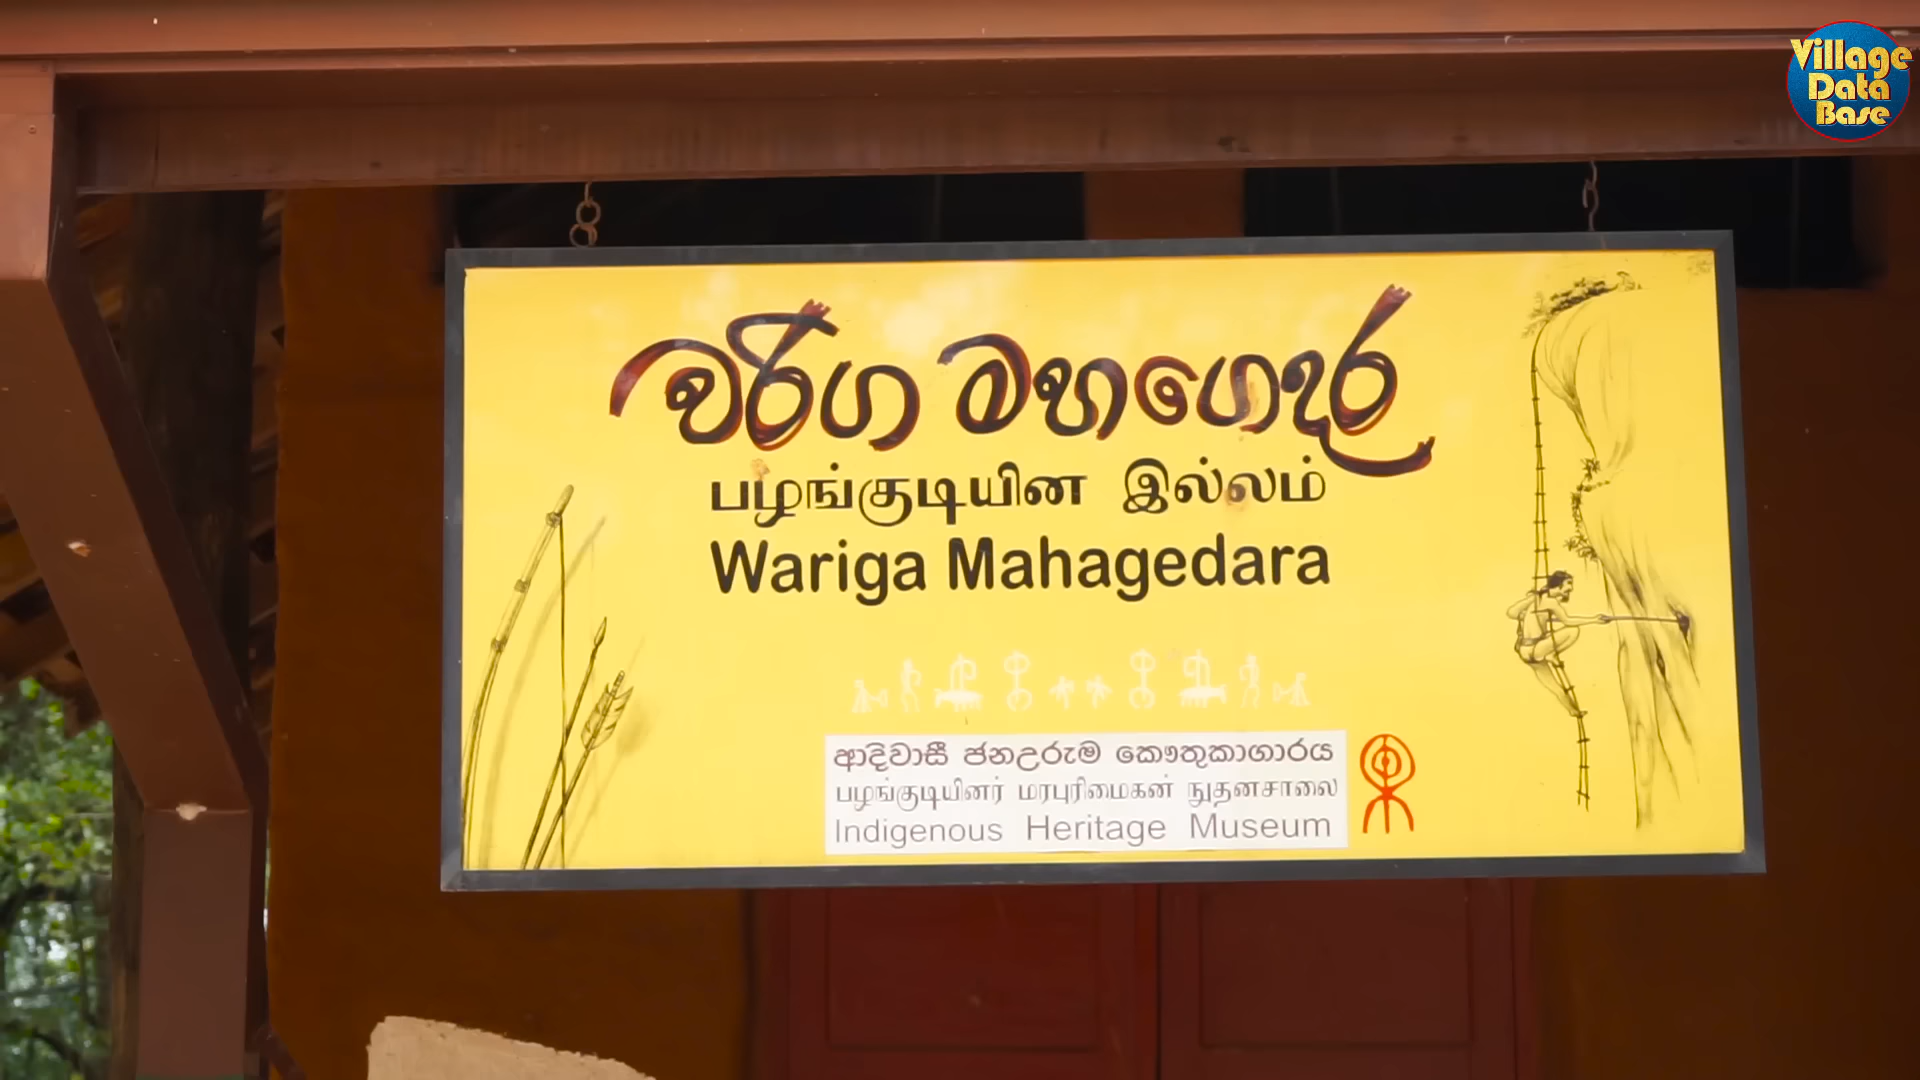 Village
Data
Base
වරිග මහගෙදර
பழங்குடியின இல்லம்
Wariga Mahagedara
ආදිවාසී ජනඋරුම කෞතුකාගාරය
பழங்குடியினர் மரபுரிமைகள் நுதனசாலை
Indigenous Heritage Museum